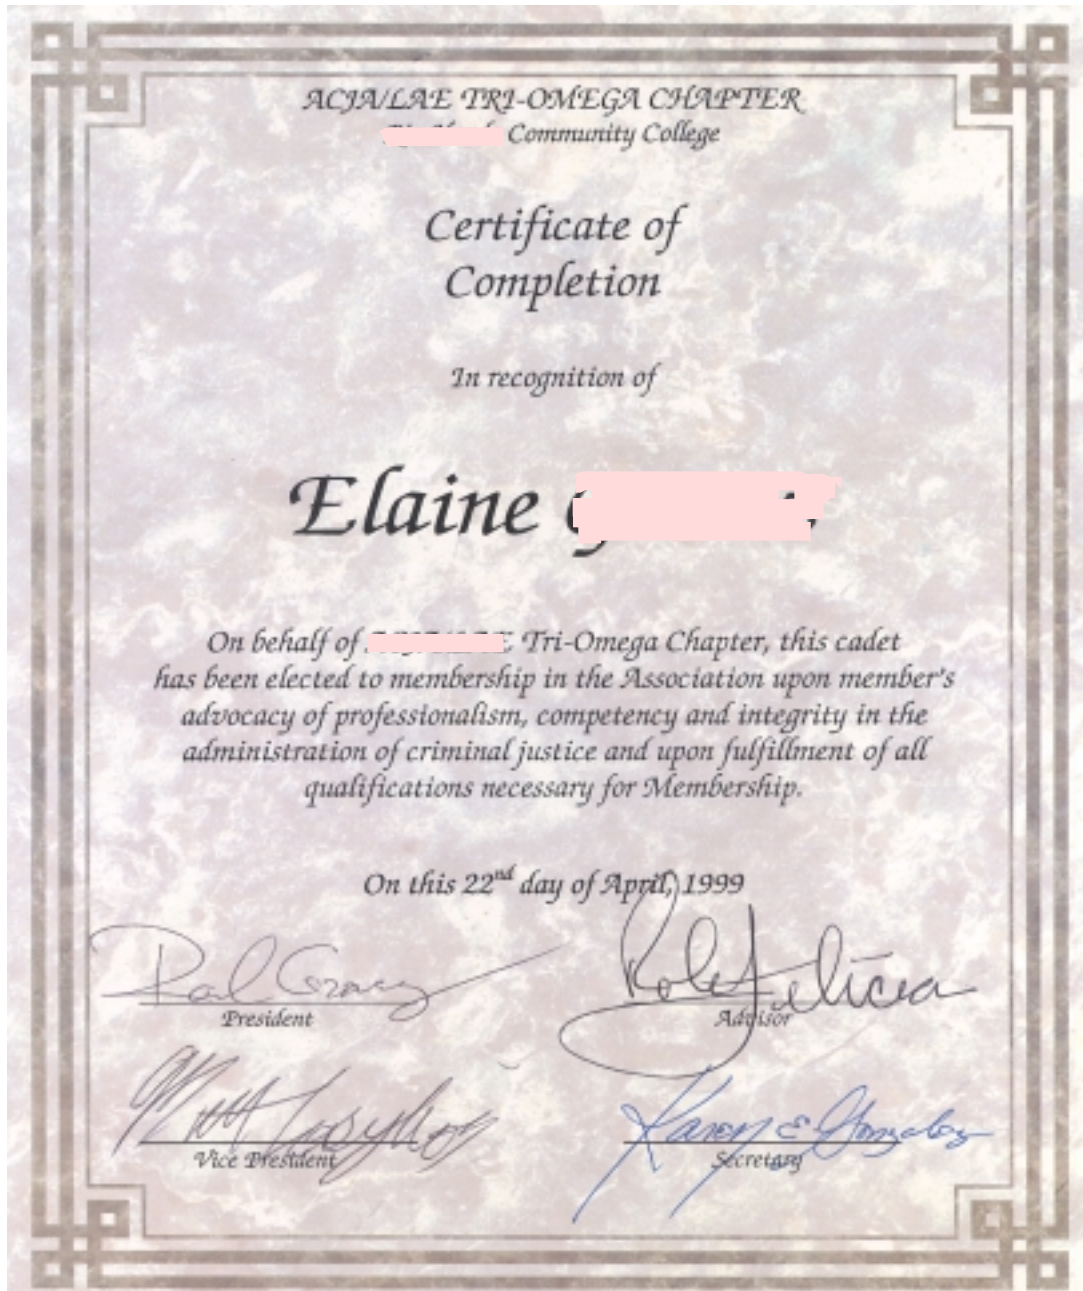 ACJA/LAE TRI-OMEGA CHAPTER
Community College
Certificate of
Completion
In recognition of
Elaine
On behalf of Tri-Omega Chapter, this cadet
has been elected to membership in the Association upon member's
advocacy of professionalism, competency and integrity in the
administration of criminal justice and upon fulfillment of all
qualifications necessary for Membership.
On this 22nd day of April, 1999
President
Advisor
Karen E Gonzalez
Vice President
Secretary